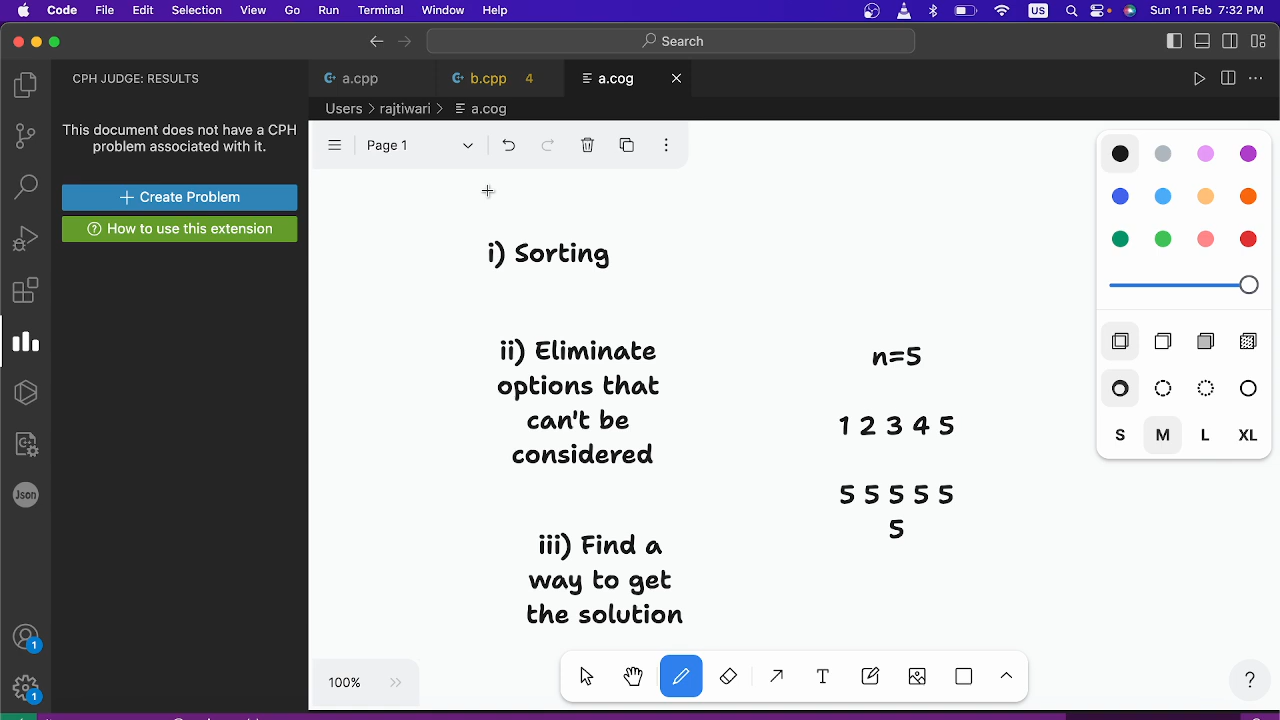 Code File Edit Selection View Go Run Terminal Window Help US Sun 11 Feb 7:32 PM
Search
CPH JUDGE: RESULTS
This document does not have a CPH
problem associated with it.
+ Create Problem
How to use this extension
a.cpp b.cpp 4 a.cog
Users > rajtiwari > a.cog
Page 1
i) Sorting
ii) Eliminate
options that
can't be
considered
iii) Find a
way to get
the solution
n=5
1 2 3 4 5
5 5 5 5 5
5
S M L XL
Json
1
1
100%
T
?